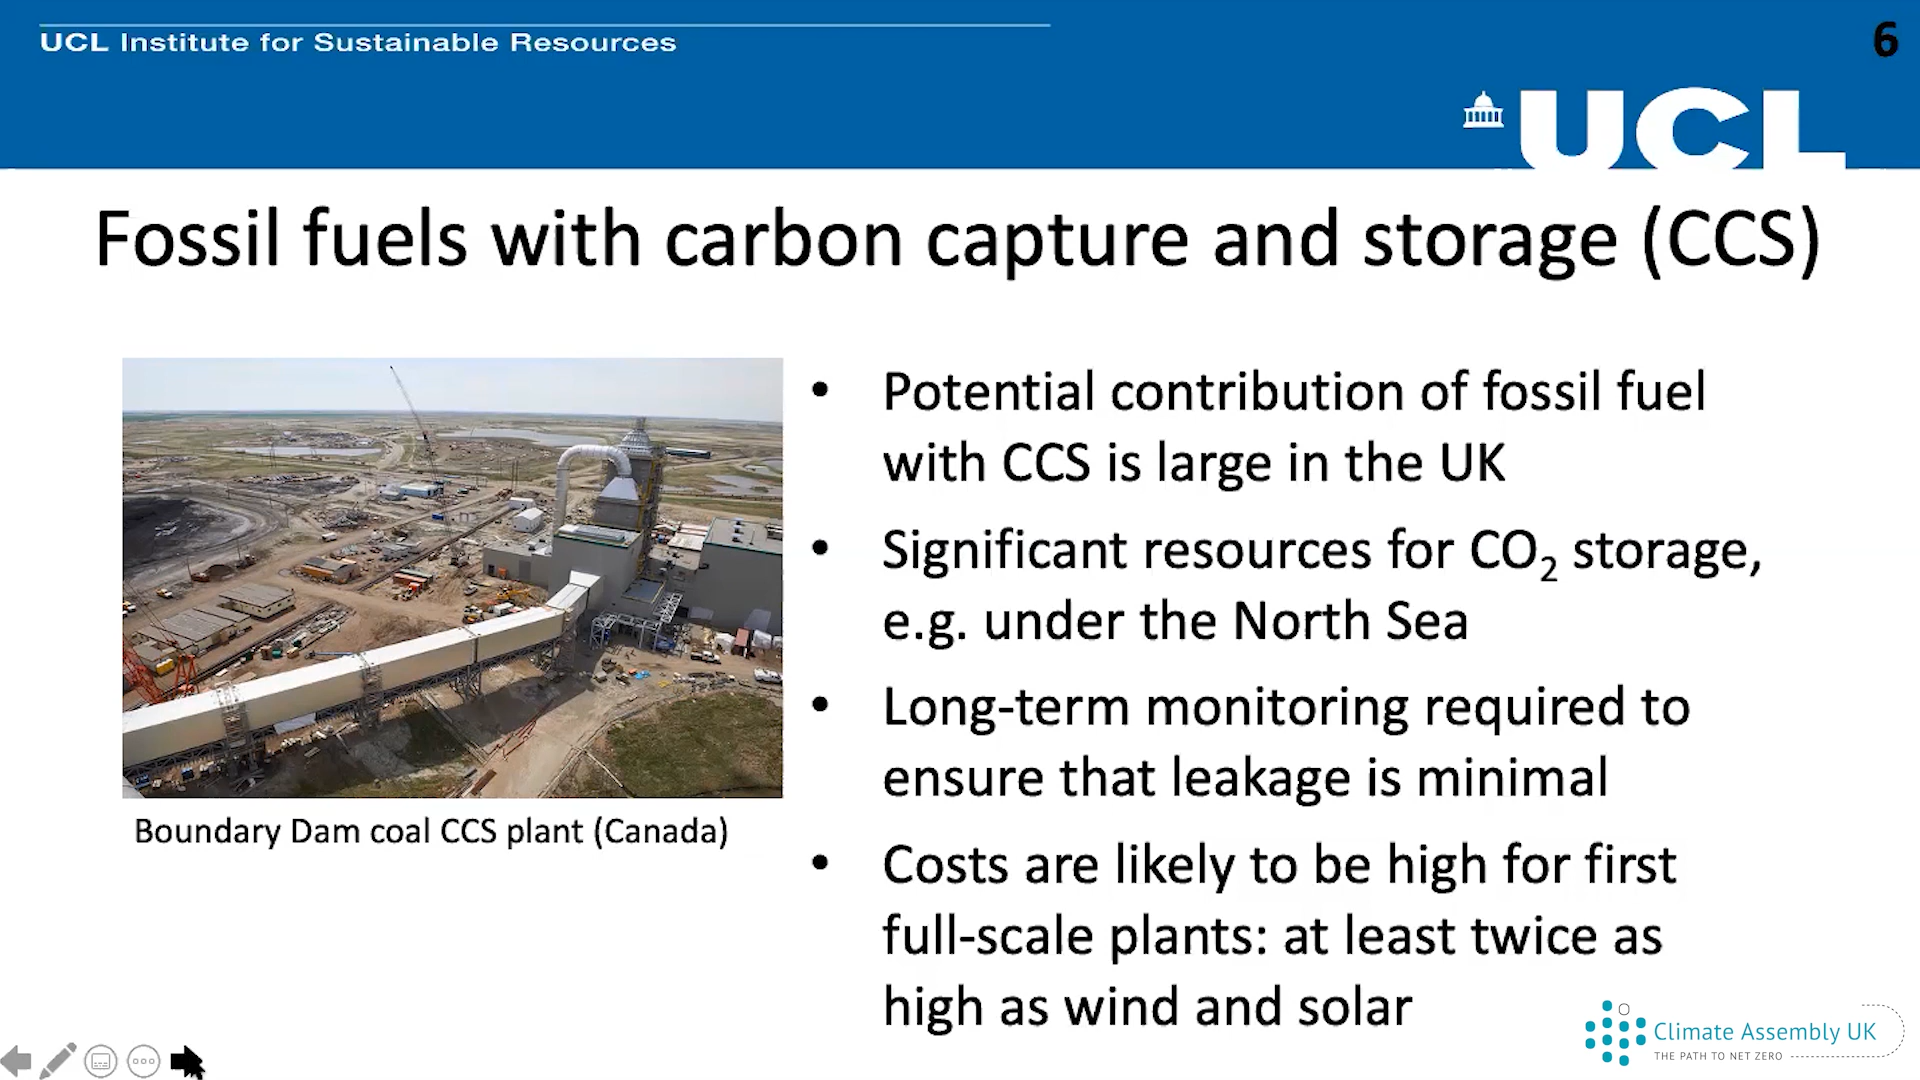 UCL Institute for Sustainable Resources
6
UCL
Fossil fuels with carbon capture and storage (CCS)
• Potential contribution of fossil fuel
with CCS is large in the UK
• Significant resources for CO₂ storage,
e.g. under the North Sea
• Long-term monitoring required to
ensure that leakage is minimal
• Costs are likely to be high for first
full-scale plants: at least twice as
high as wind and solar
Boundary Dam coal CCS plant (Canada)
Climate Assembly UK
THE PATH TO NET ZERO